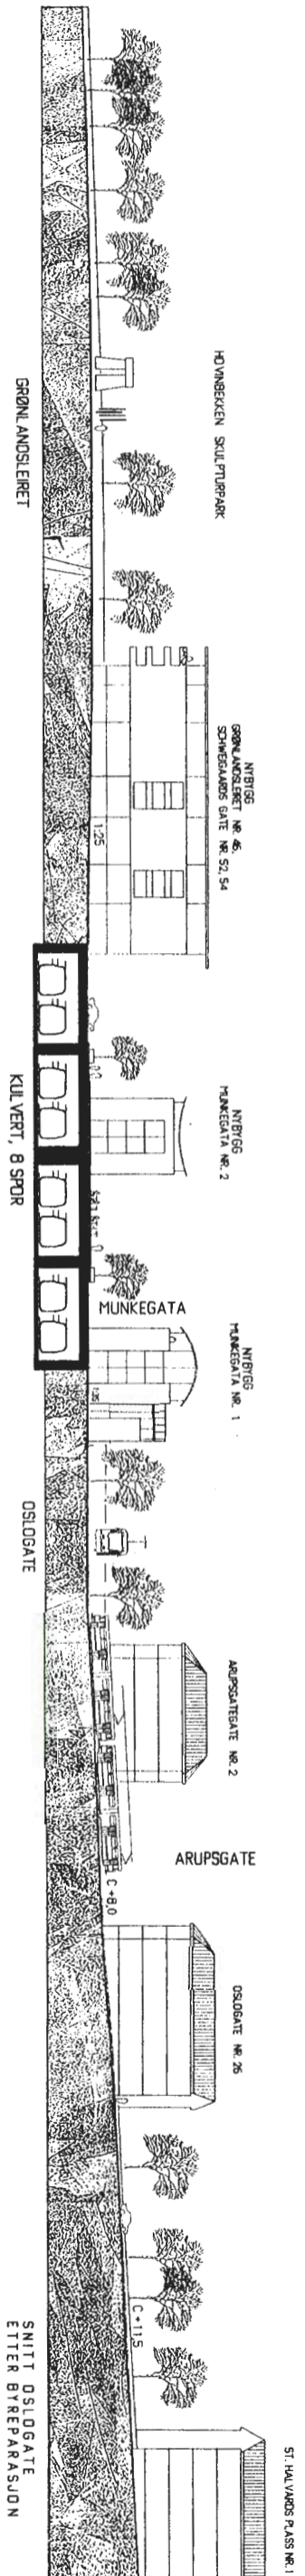 HOVINBEKKEN SKULPTURPARK
GRØNLANDSLEIRET
NYBYGG
GRØNLANDSLEIRET NR. 46,
SCHWEGAARDS GATE NR. 52, 54
1:25
NYBYGG
MUNKEGATA NR. 2
KULVERT, 8 SPOR
MUNKEGATA
NYBYGG
MUNKEGATA NR. 1
OSLOGATE
ARUPSGATEGATE NR. 2
ARUPSGATE
C +8,0
OSLOGATE NR. 26
C +11,5
ST. HALVARDS PLASS NR.1
SNITT OSLOGATE
ETTER BYREPARASJON